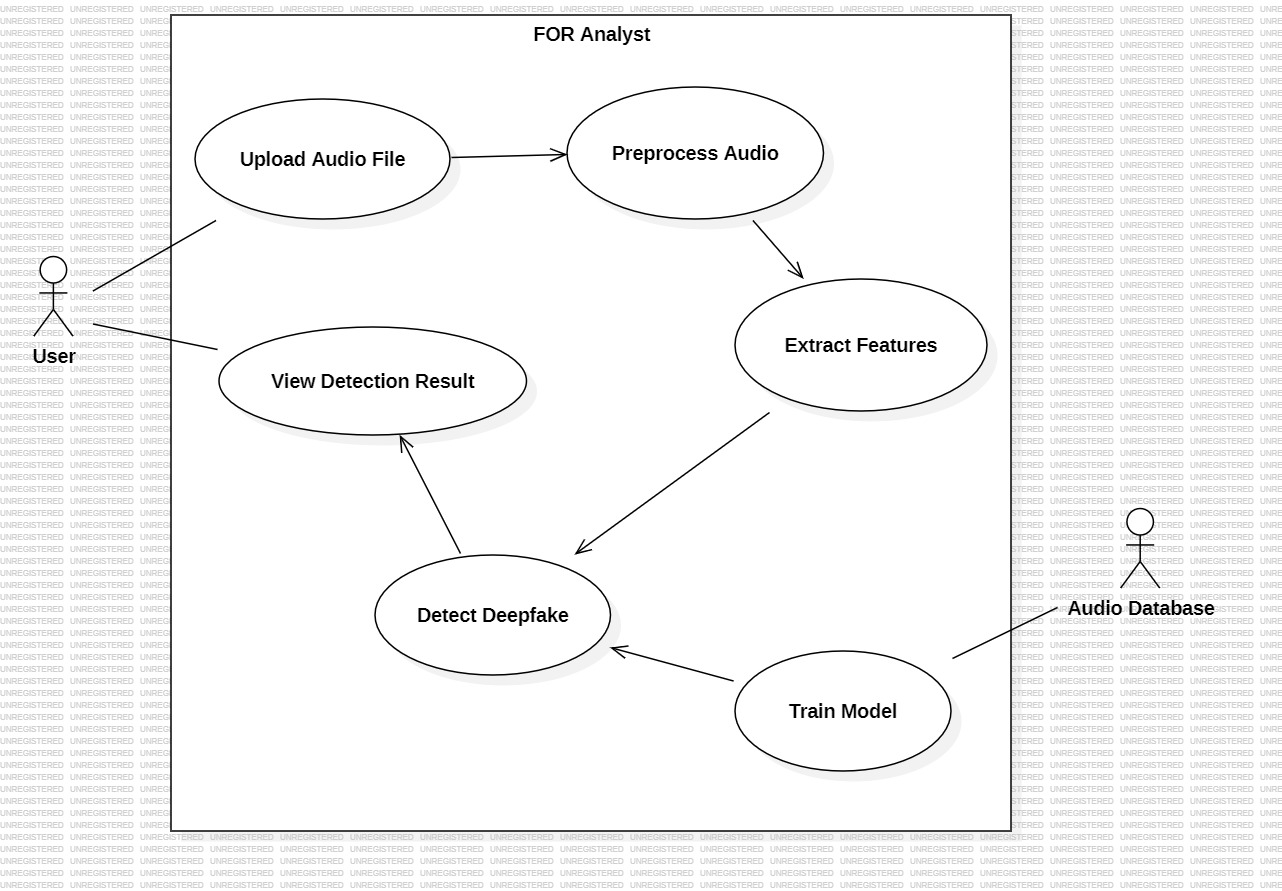 FOR Analyst
Upload Audio File
Preprocess Audio
Extract Features
User
View Detection Result
Detect Deepfake
Audio Database
Train Model
UNREGISTERED